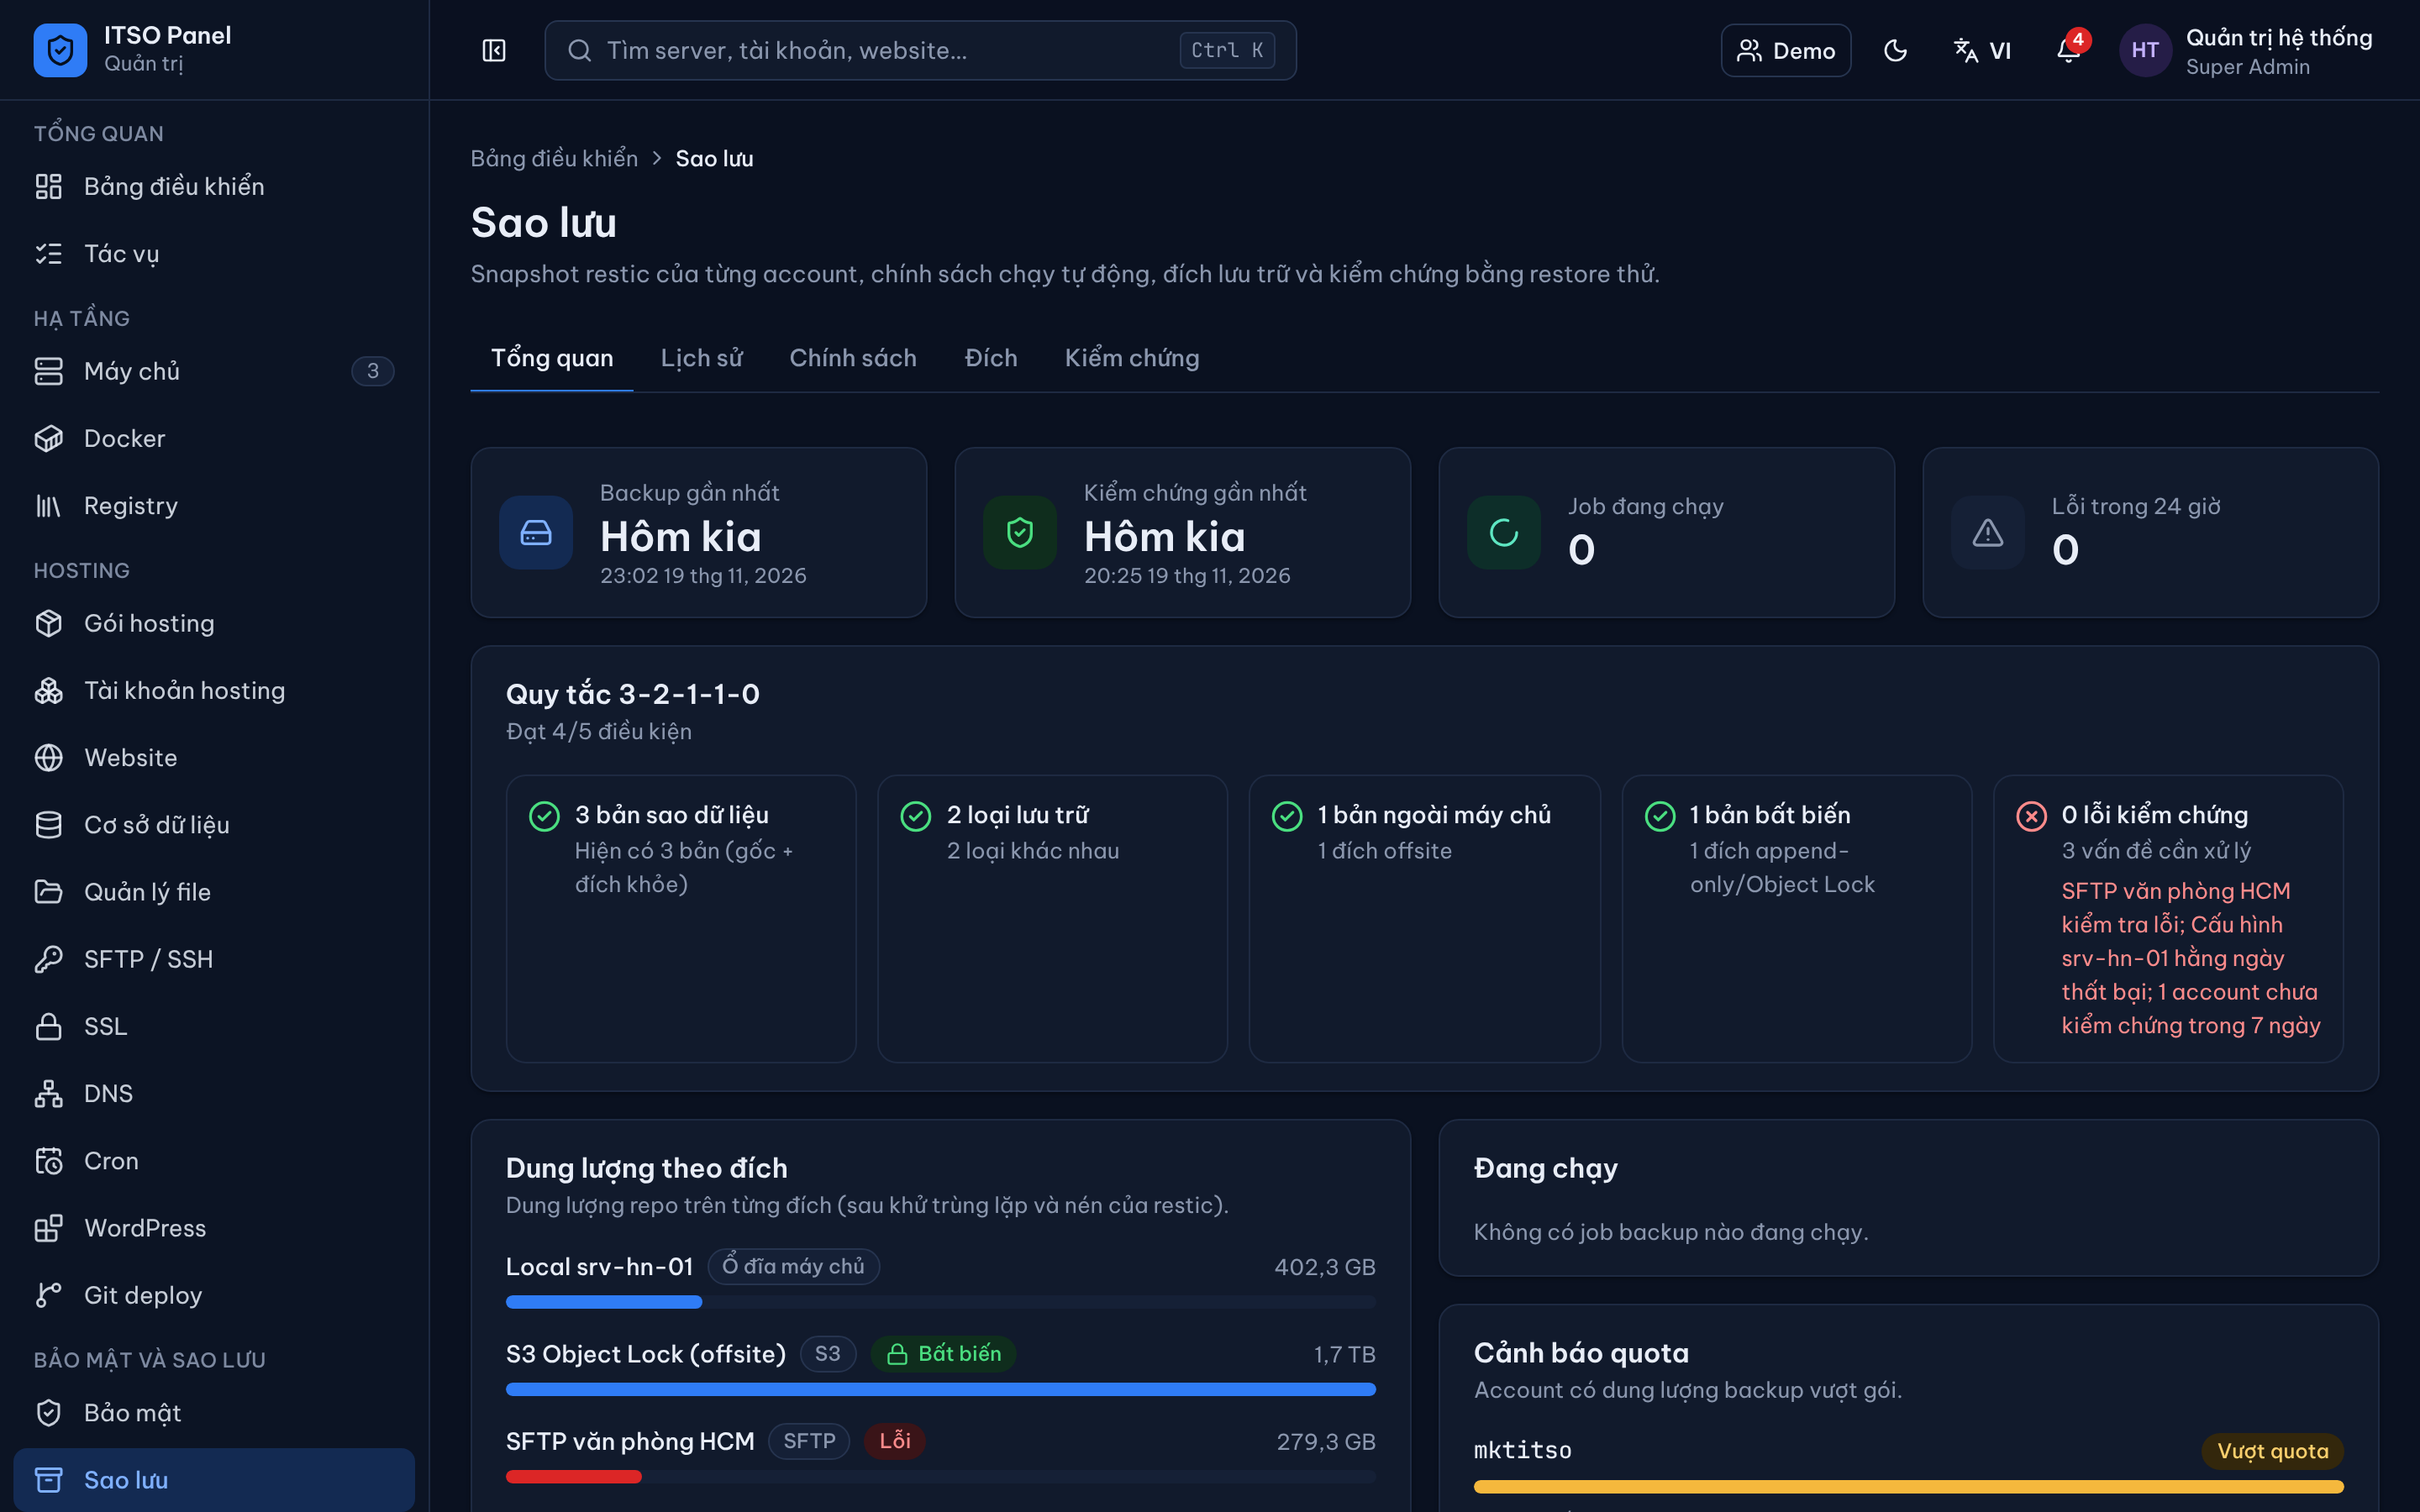 ITSO Panel
Quản trị
Tìm server, tài khoản, website...
Ctrl K
Demo
VI
4
HT
Quản trị hệ thống
Super Admin
TỔNG QUAN
Bảng điều khiển
Tác vụ
HẠ TẦNG
Máy chủ
3
Docker
Registry
HOSTING
Gói hosting
Tài khoản hosting
Website
Cơ sở dữ liệu
Quản lý file
SFTP / SSH
SSL
DNS
Cron
WordPress
Git deploy
BẢO MẬT VÀ SAO LƯU
Bảo mật
Sao lưu
Bảng điều khiển > Sao lưu
Sao lưu
Snapshot restic của từng account, chính sách chạy tự động, đích lưu trữ và kiểm chứng bằng restore thử.
Tổng quan
Lịch sử
Chính sách
Đích
Kiểm chứng
Backup gần nhất
Hôm kia
23:02 19 thg 11, 2026
Kiểm chứng gần nhất
Hôm kia
20:25 19 thg 11, 2026
Job đang chạy
0
Lỗi trong 24 giờ
0
Quy tắc 3-2-1-1-0
Đạt 4/5 điều kiện
3 bản sao dữ liệu
Hiện có 3 bản (gốc +
đích khỏe)
2 loại lưu trữ
2 loại khác nhau
1 bản ngoài máy chủ
1 đích offsite
1 bản bất biến
1 đích append-
only/Object Lock
0 lỗi kiểm chứng
3 vấn đề cần xử lý
SFTP văn phòng HCM
kiểm tra lỗi; Cấu hình
srv-hn-01 hằng ngày
thất bại; 1 account chưa
kiểm chứng trong 7 ngày
Dung lượng theo đích
Dung lượng repo trên từng đích (sau khử trùng lặp và nén của restic).
Local srv-hn-01
Ổ đĩa máy chủ
402,3 GB
S3 Object Lock (offsite)
S3
Bất biến
1,7 TB
SFTP văn phòng HCM
SFTP
Lỗi
279,3 GB
Đang chạy
Không có job backup nào đang chạy.
Cảnh báo quota
Account có dung lượng backup vượt gói.
mktitso
Vượt quota